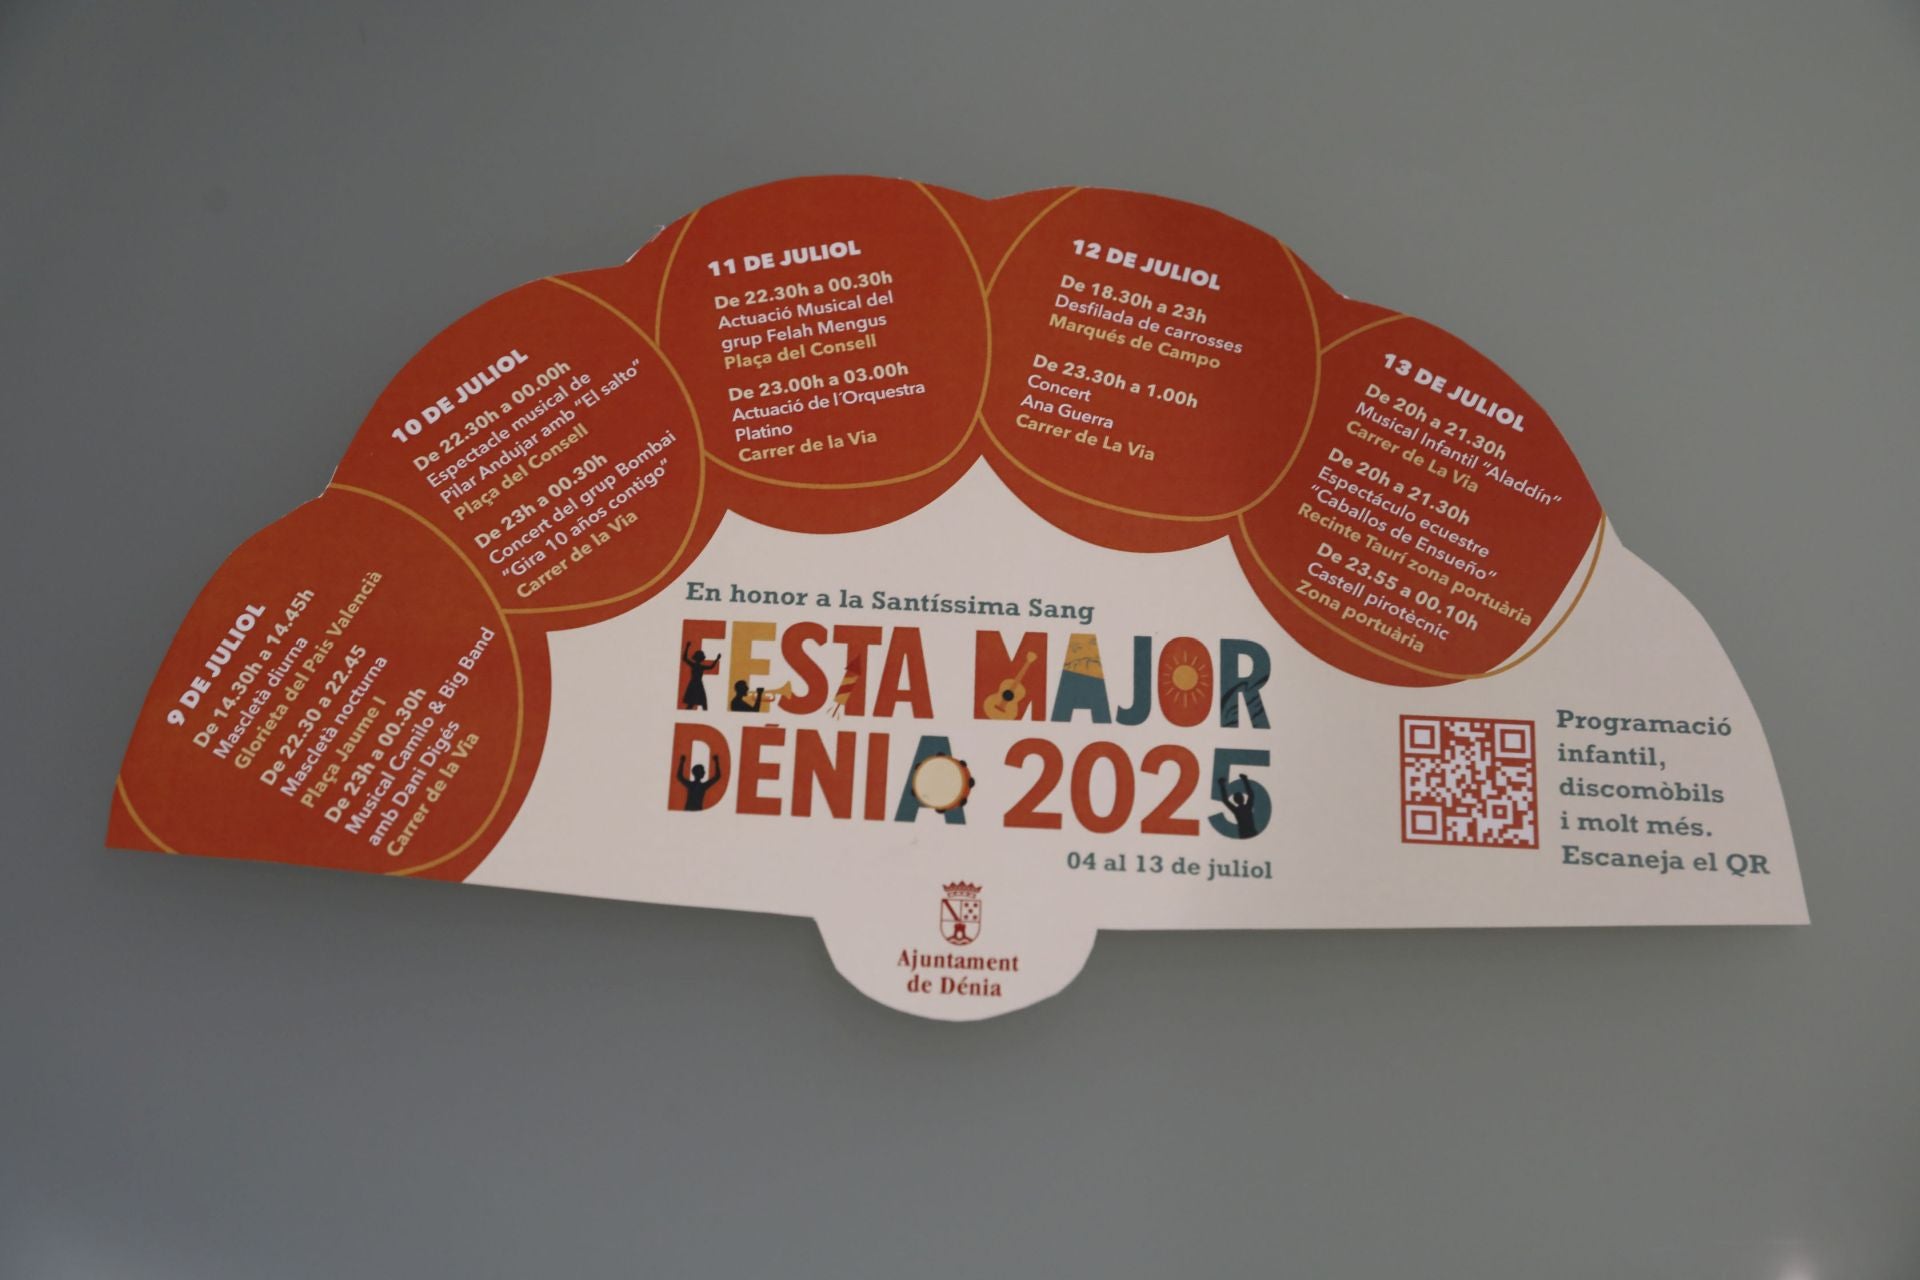 9 DE JULIOL
De 14.30h a 14.45h
Mascletà diurna
Glorieta del Pais Valencià
De 22.30 a 22.45
Mascletà nocturna
Plaça Jaume I
De 23h a 00.30h
Musical Camilo & Big Band
amb Dani Digés
Carrer de la Via
10 DE JULIOL
De 22.30h a 00.00h
Espectacle musical de
Pilar Andujar amb "El salto"
Plaça del Consell
De 23h a 00.30h
Concert del grup Bombai
"Gira 10 años contigo"
Carrer de la Via
11 DE JULIOL
De 22.30h a 00.30h
Actuació Musical del
grup Felah Mengus
Plaça del Consell
De 23.00h a 03.00h
Actuació de l´Orquestra
Platino
Carrer de la Via
12 DE JULIOL
De 18.30h a 23h
Desfilada de carrosses
Marqués de Campo
De 23.30h a 1.00h
Concert
Ana Guerra
Carrer de La Via
13 DE JULIOL
De 20h a 21.30h
Musical Infantil "Aladdín"
Carrer de La Via
De 20h a 21.30h
Espectáculo ecuestre
"Caballos de Ensueño"
Recinte Taurí zona portuària
De 23.55 a 00.10h
Castell pirotècnic
Zona portuària
En honor a la Santíssima Sang
FESTA MAJOR
DÉNIA 2025
04 al 13 de juliol
Ajuntament
de Dénia
Programació
infantil,
discomòbils
i molt més.
Escaneja el QR